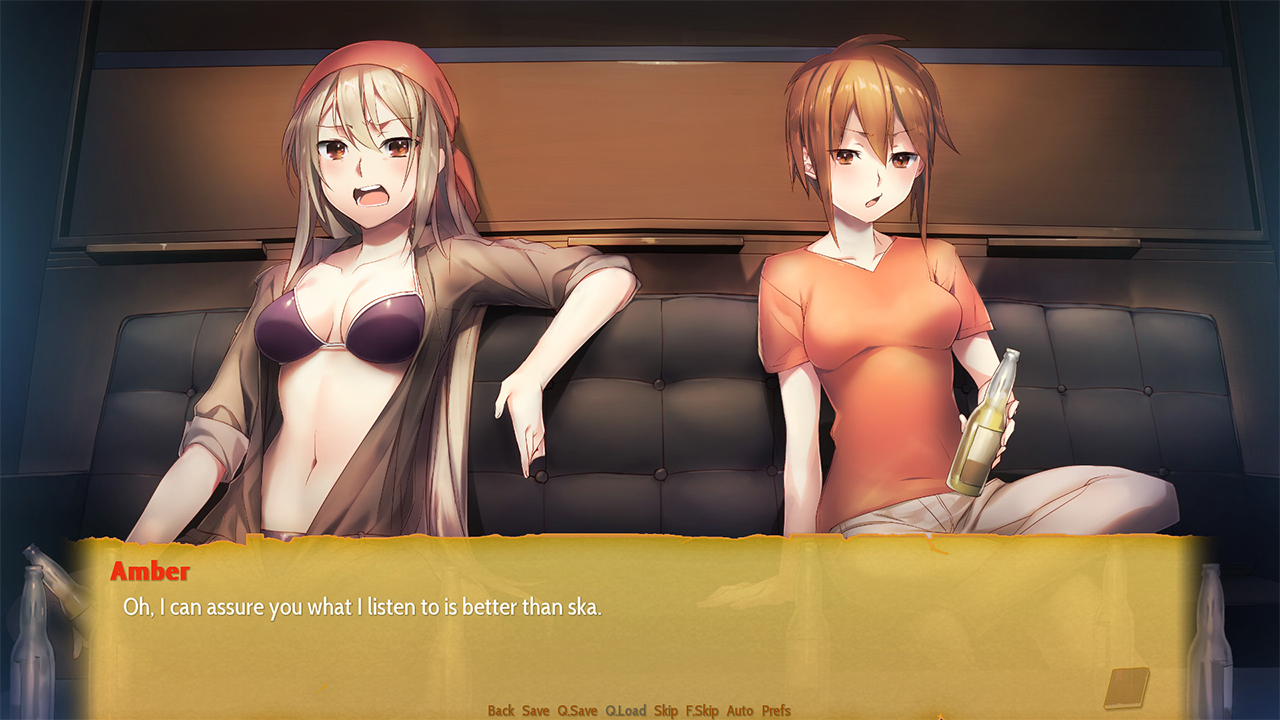 Amber
Oh, I can assure you what I listen to is better than ska.
Back Save Q.Save Q.Load Skip F.Skip Auto Prefs